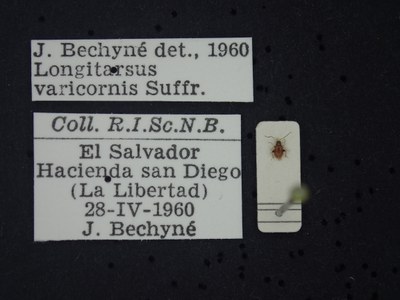 J. Bechyné det., 1960
Longitarsus
varicornis Suffr.
Coll. R.I.Sc.N.B.
El Salvador
Hacienda san Diego
(La Libertad)
28-IV-1960
J. Bechyné